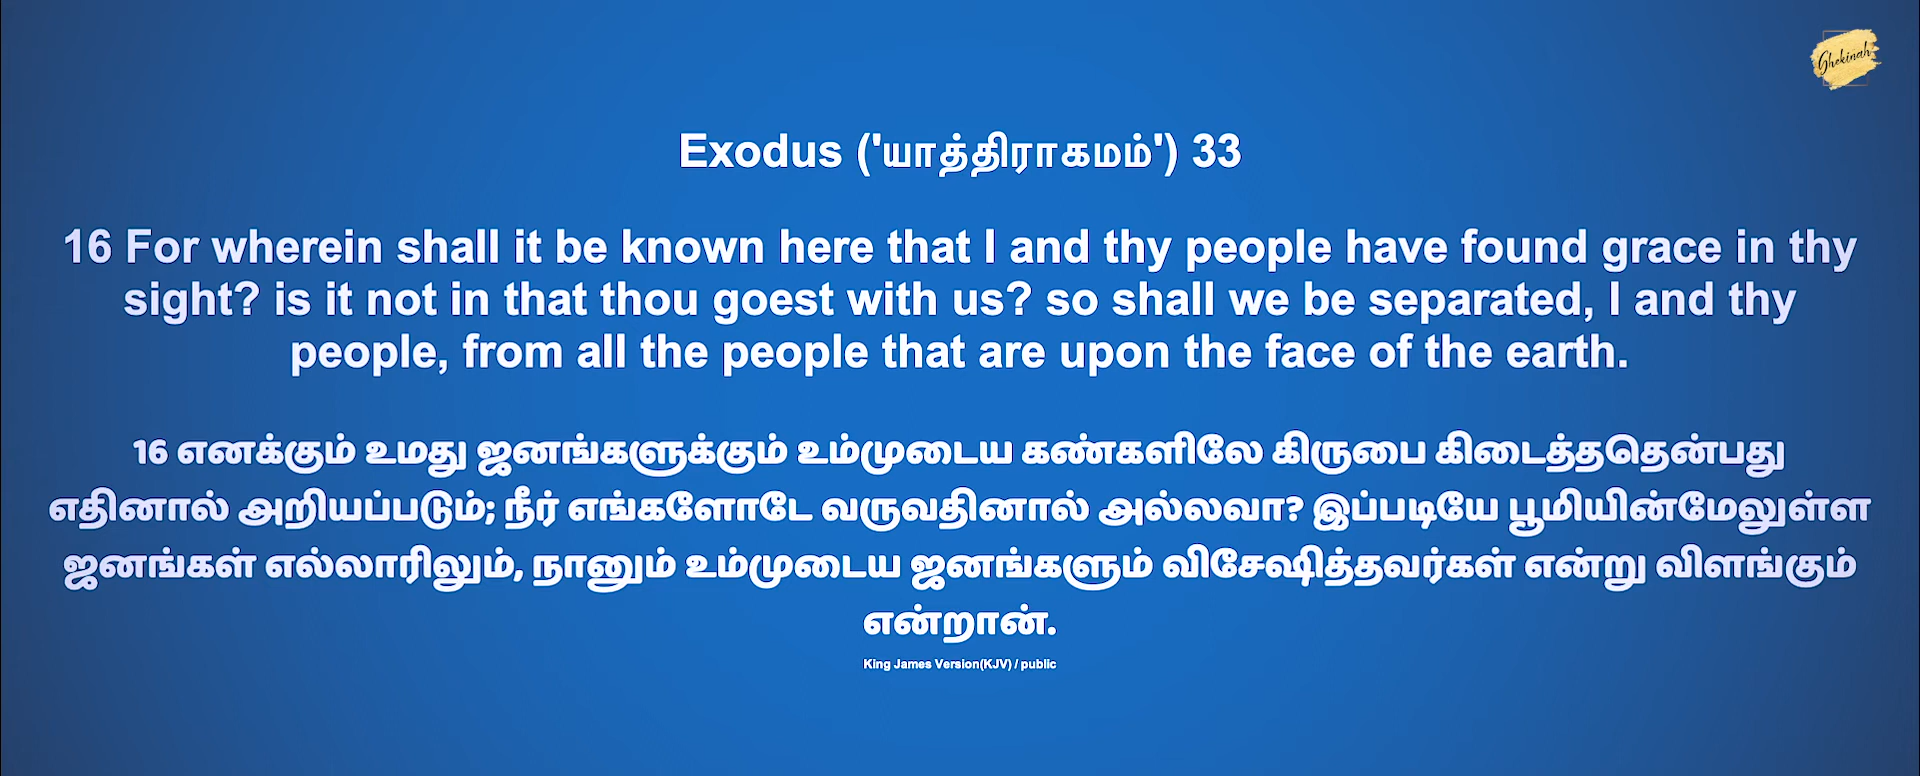 Ghekinah
Exodus ('யாத்திராகமம்') 33
16 For wherein shall it be known here that I and thy people have found grace in thy
sight? is it not in that thou goest with us? so shall we be separated, I and thy
people, from all the people that are upon the face of the earth.
16 எனக்கும் உமது ஜனங்களுக்கும் உம்முடைய கண்களிலே கிருபை கிடைத்ததென்பது
எதினால் அறியப்படும்; நீர் எங்களோடே வருவதினால் அல்லவா? இப்படியே பூமியின்மேலுள்ள
ஜனங்கள் எல்லாரிலும், நானும் உம்முடைய ஜனங்களும் விசேஷித்தவர்கள் என்று விளங்கும்
என்றான்.
King James Version(KJV) / public